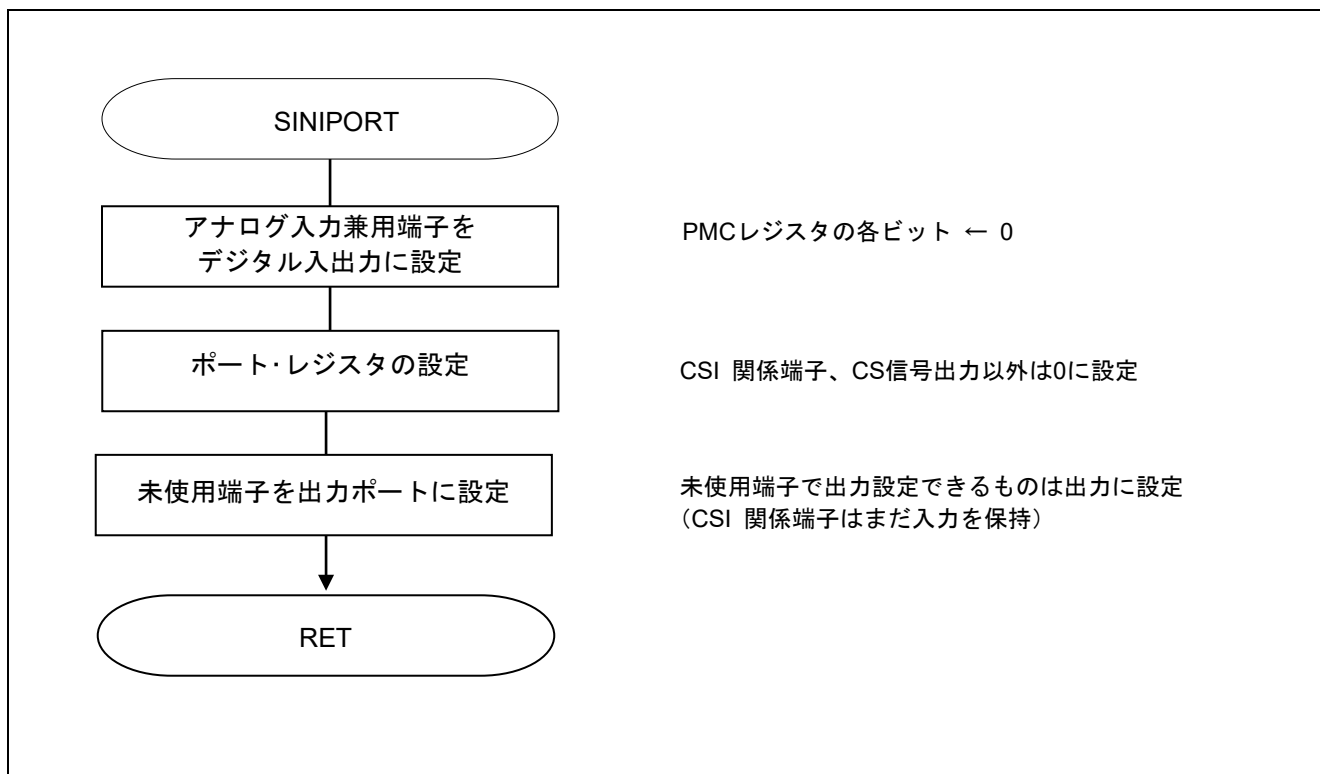 SINIPORT
アナログ入力兼用端子を
デジタル入出力に設定
PMCレジスタの各ビット ← 0
ポート・レジスタの設定
CSI 関係端子、CS信号出力以外は0に設定
未使用端子を出力ポートに設定
未使用端子で出力設定できるものは出力に設定
（CSI 関係端子はまだ入力を保持）
RET